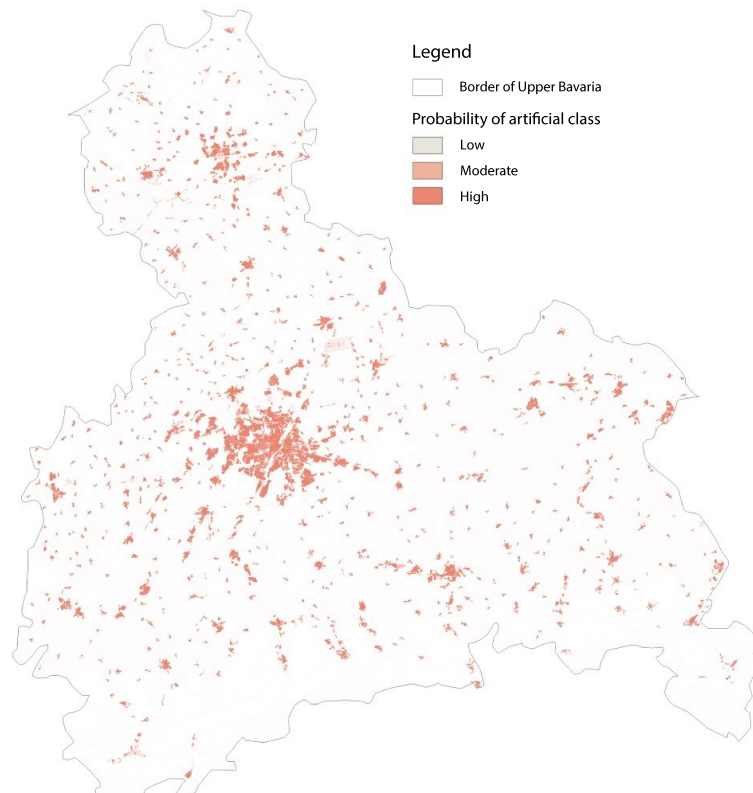 Legend
Border of Upper Bavaria
Probability of artificial class
Low
Moderate
High